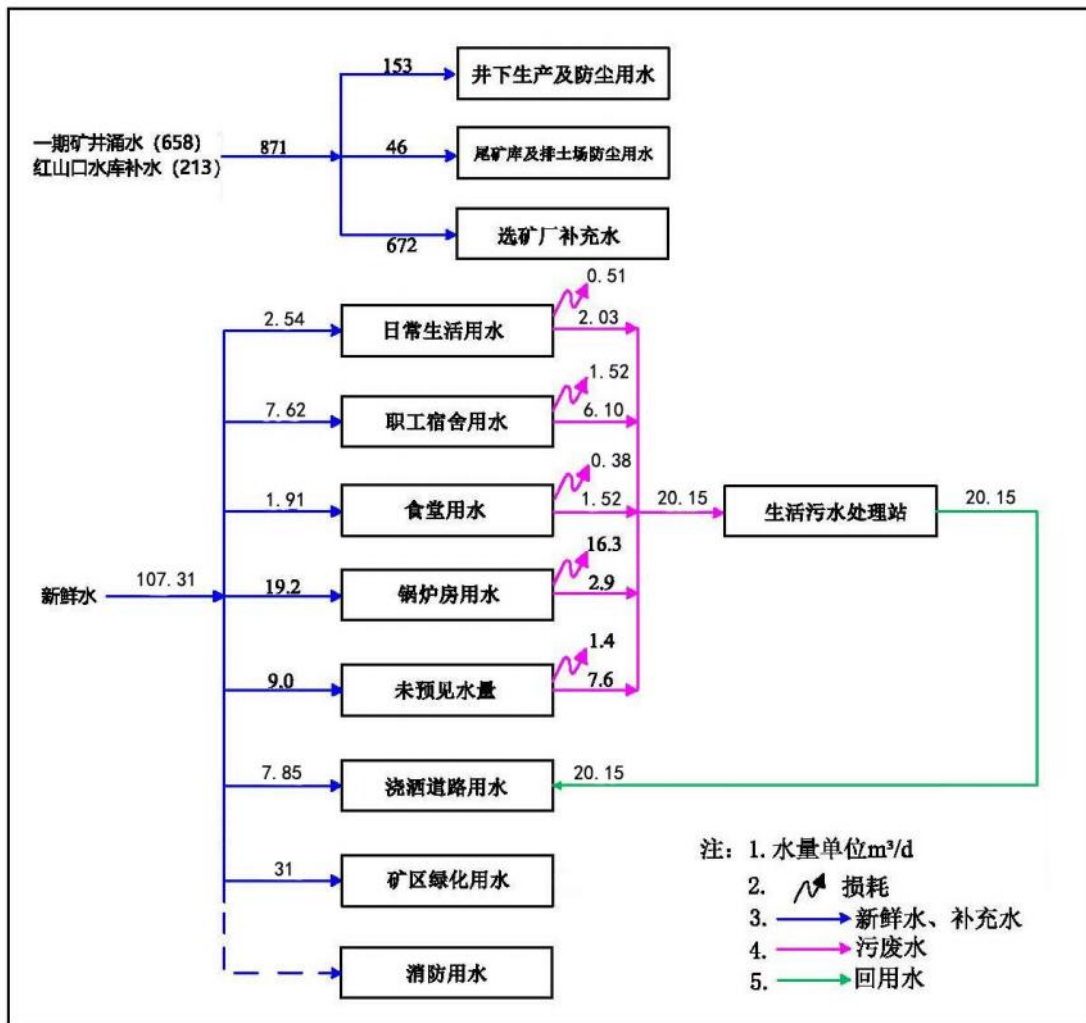 153
井下生产及防尘用水
一期矿井涌水（658）
红山口水库补水（213）
871
46
尾矿库及排土场防尘用水
672
选矿厂补充水
0.51
2.54
日常生活用水
2.03
1.52
7.62
职工宿舍用水
6.10
0.38
1.91
食堂用水
1.52
20.15
生活污水处理站
20.15
16.3
新鲜水
107.31
19.2
锅炉房用水
2.9
1.4
9.0
未预见水量
7.6
7.85
浇洒道路用水
20.15
31
矿区绿化用水
消防用水
注：1. 水量单位m³/d
2. 损耗
3. 新鲜水、补充水
4. 污废水
5. 回用水